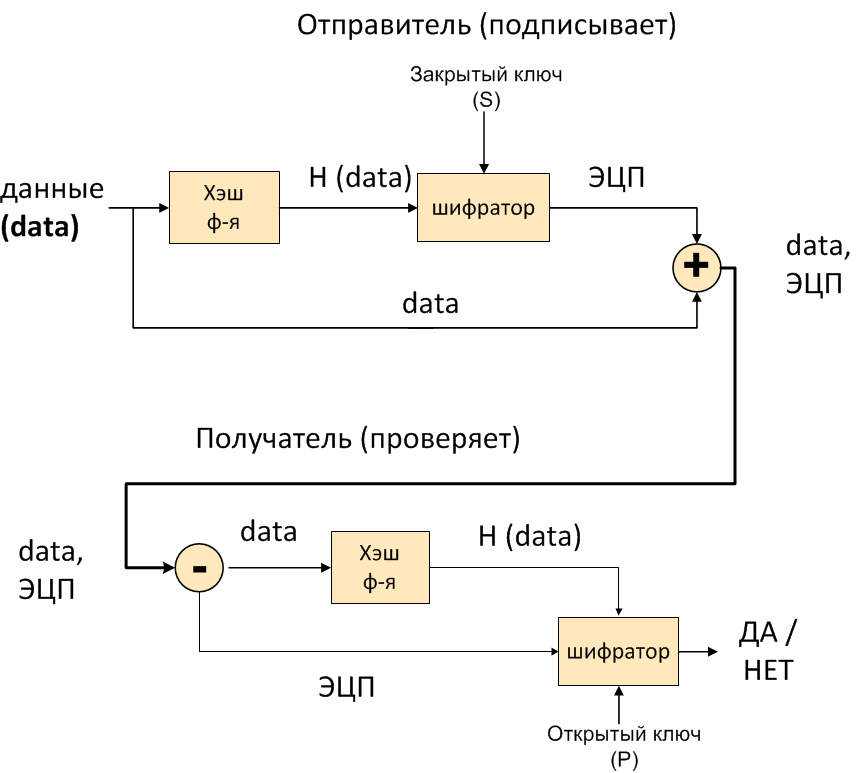 Отправитель (подписывает)
Закрытый ключ
(S)
данные
(data)
Хэш
ф-я
H (data)
шифратор
ЭЦП
+
data,
ЭЦП
data
Получатель (проверяет)
data,
ЭЦП
-
data
Хэш
ф-я
H (data)
шифратор
ДА /
НЕТ
ЭЦП
Открытый ключ
(P)